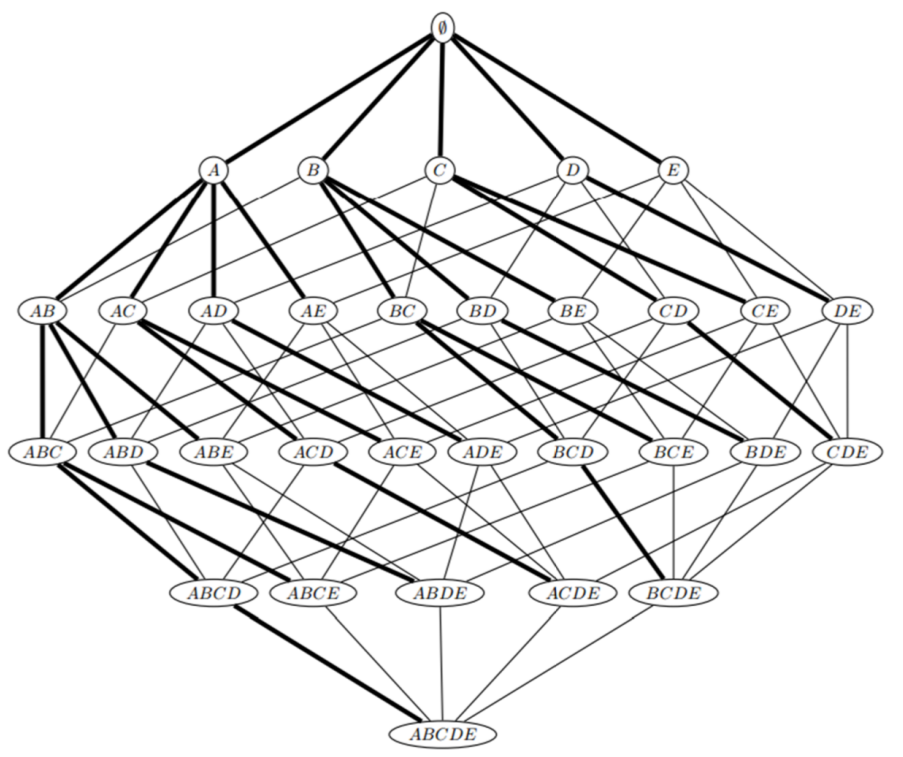 ∅
A B C D E
AB AC AD AE BC BD BE CD CE DE
ABC ABD ABE ACD ACE ADE BCD BCE BDE CDE
ABCD ABCE ABDE ACDE BCDE
ABCDE